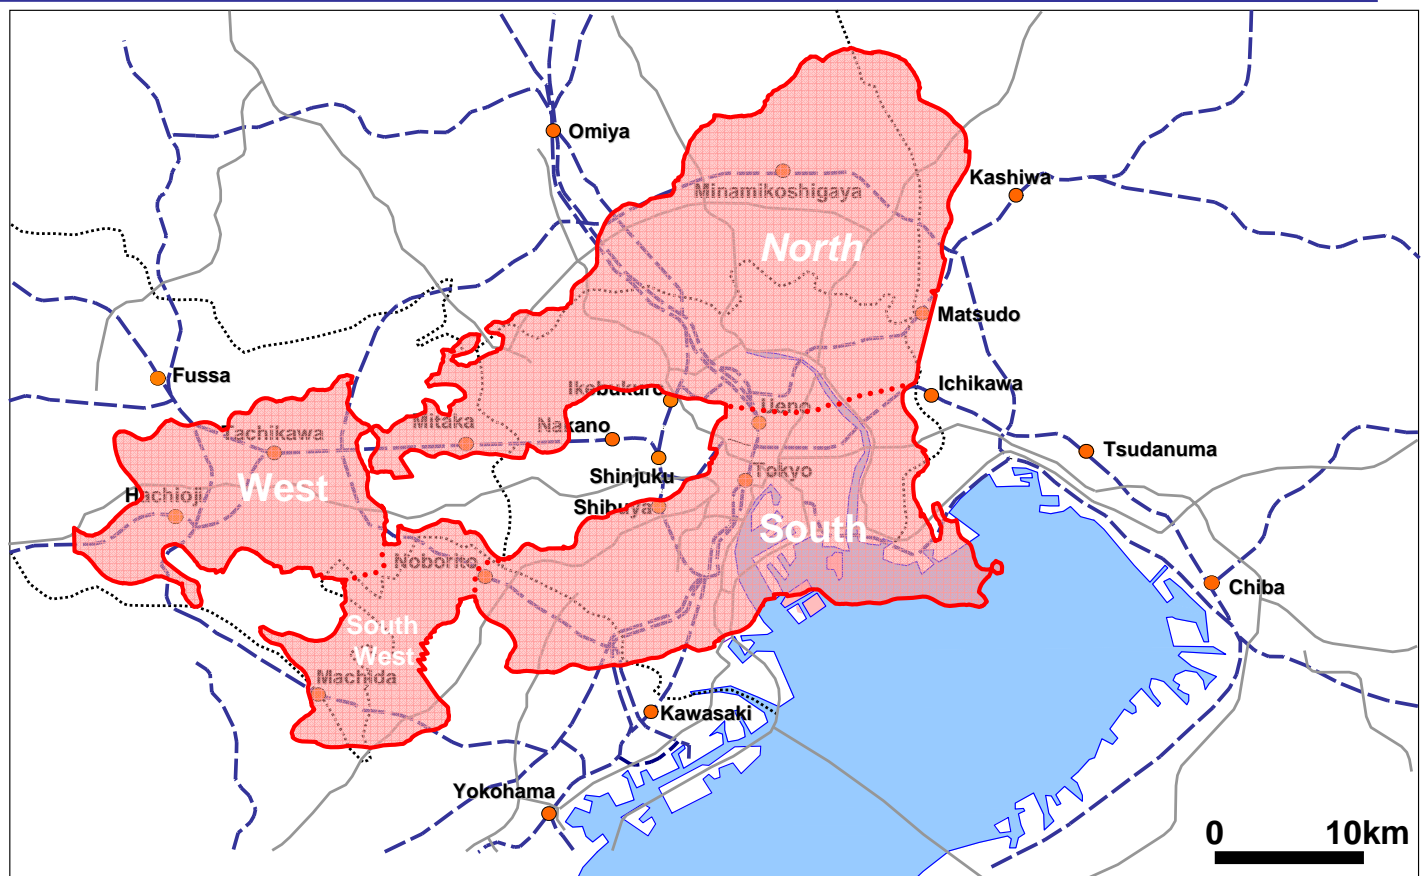 Omiya
Kashiwa
Minamikoshigaya
North
Matsudo
Fussa
Ichikawa
Ikebukuro
Ueno
Mitaka
Nakano
Tachikawa
Tsudanuma
Shinjuku
Tokyo
West
Hachioji
Shibuya
South
Noborito
Chiba
South
West
Machida
Kawasaki
Yokohama
0 10km